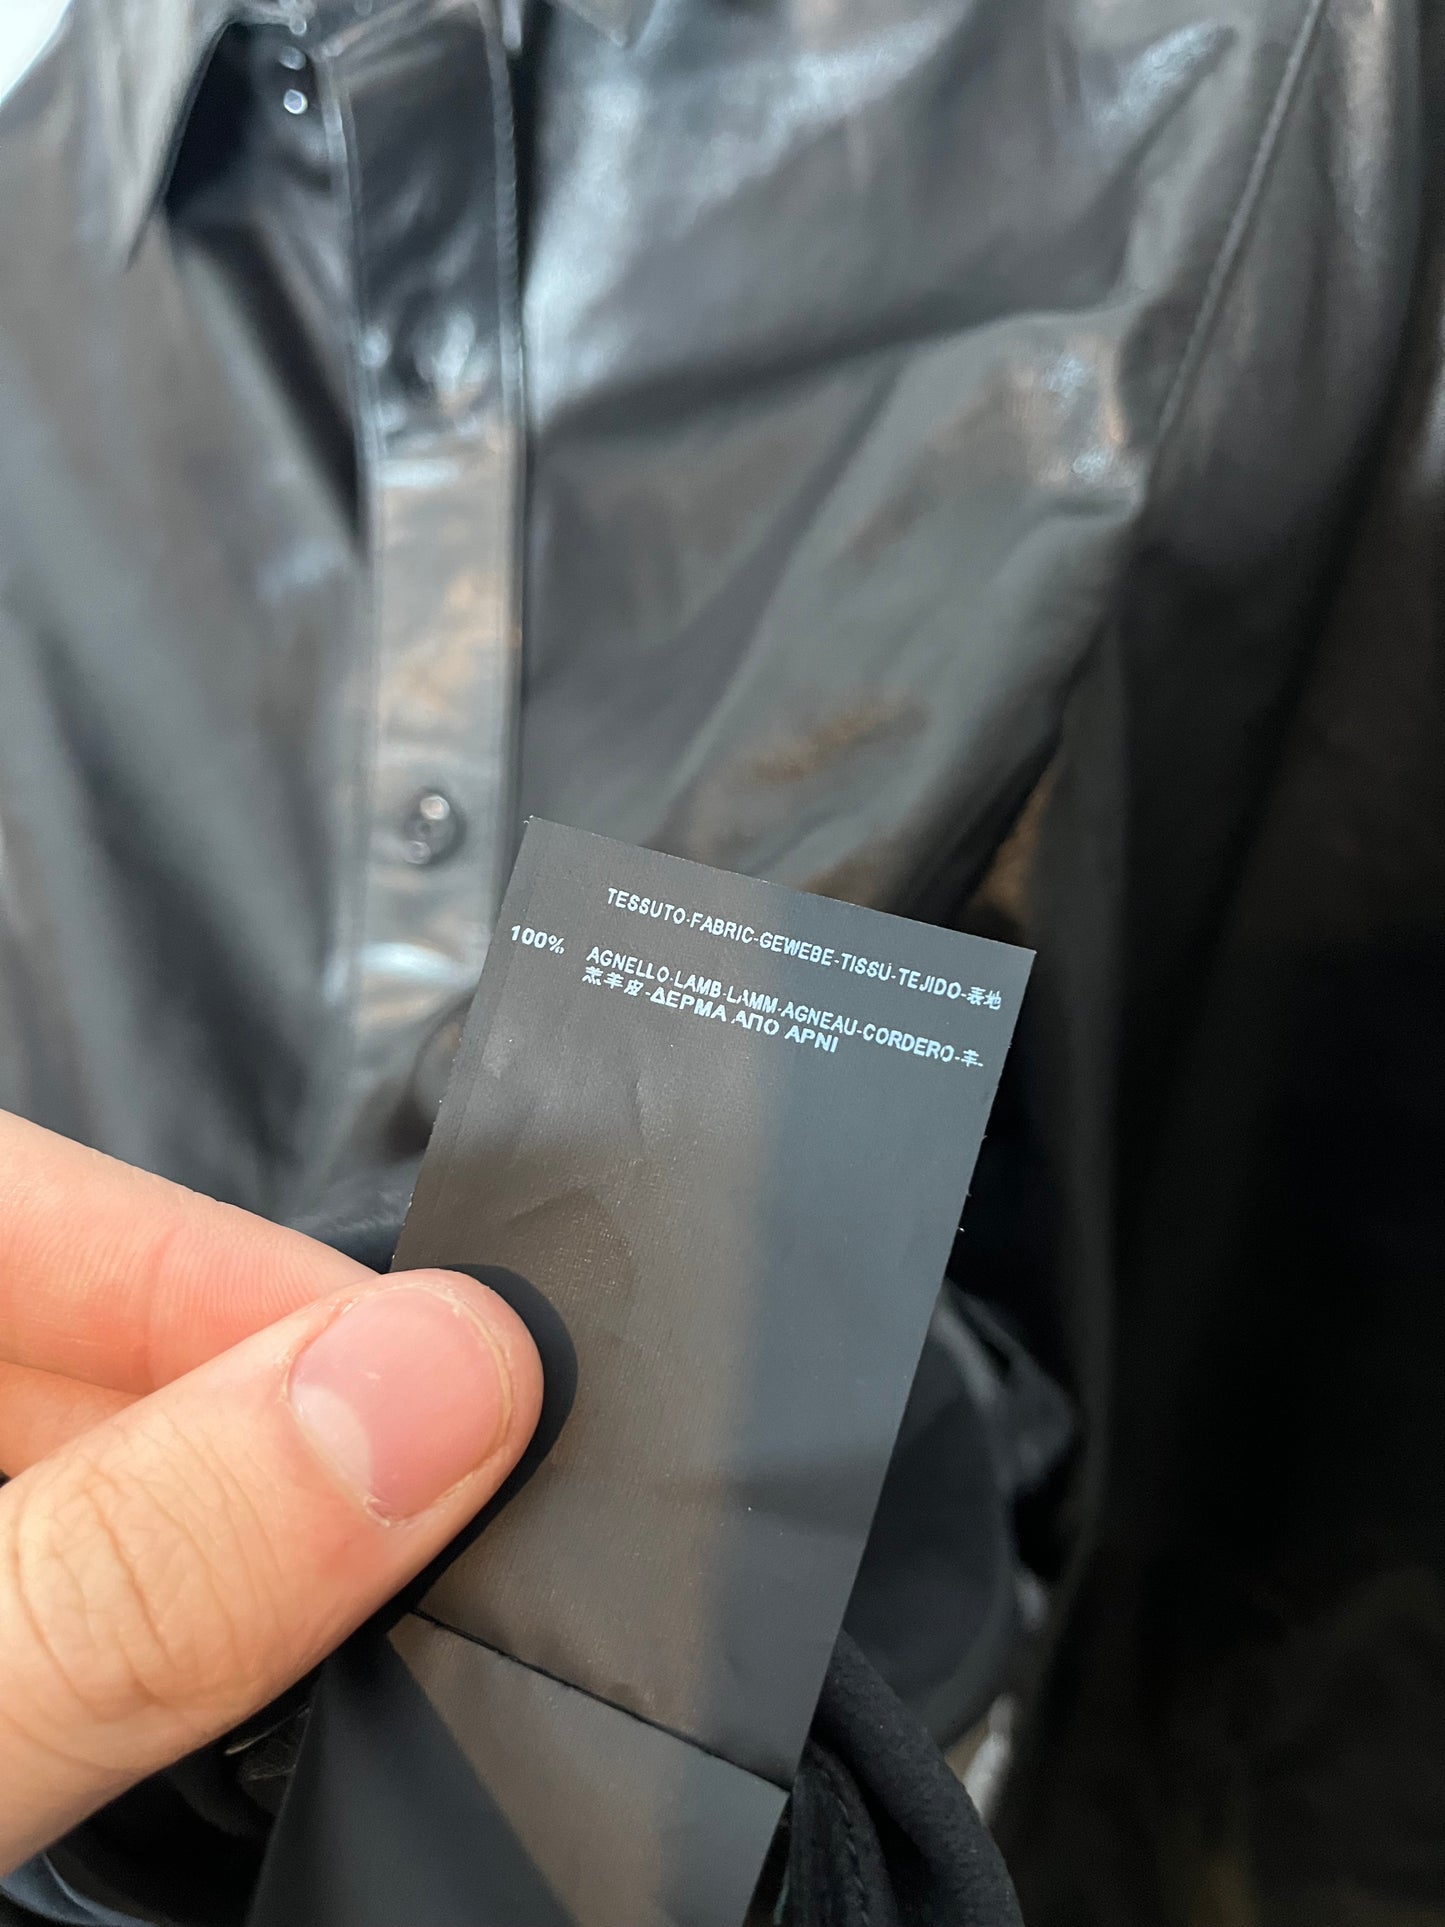 TESSUTO-FABRIC-GEWEBE-TISSU-TEJIDO-表地
100% AGNELLO-LAMB-LAMM-AGNEAU-CORDERO-羊-
羔羊皮-ΔΕΡΜΑ ΑΠΟ ΑΡΝΙ